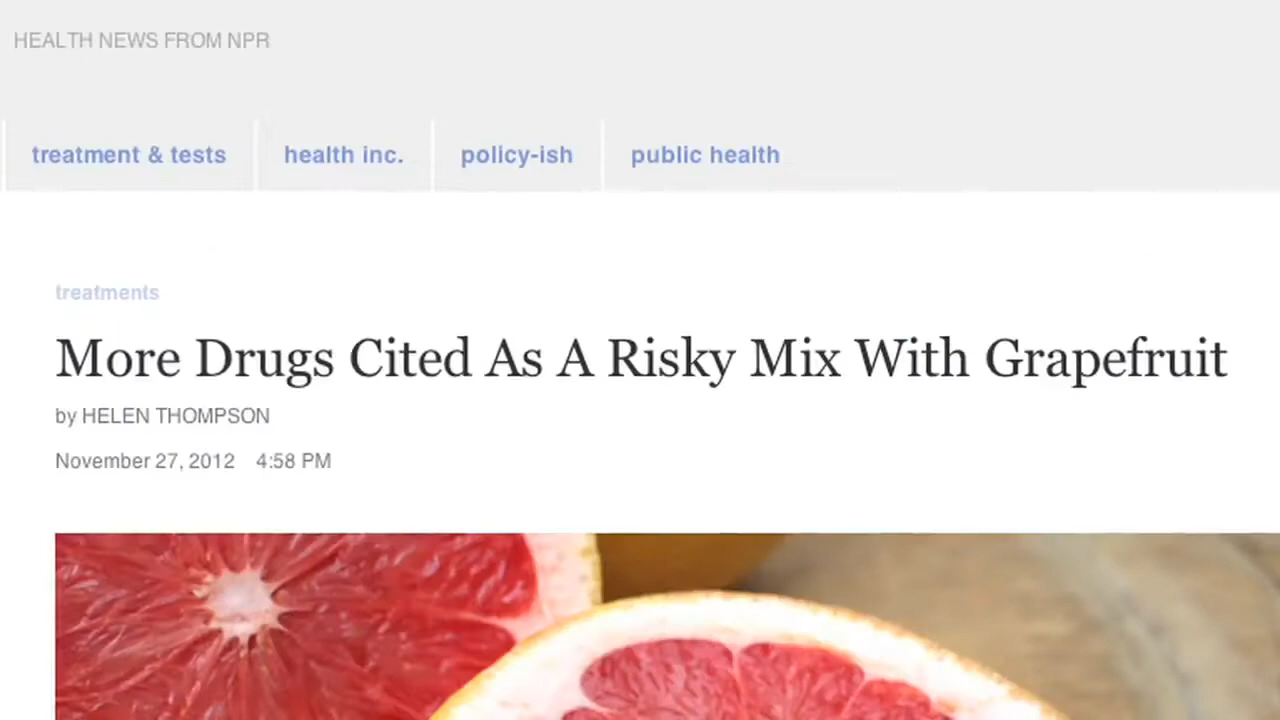 HEALTH NEWS FROM NPR
treatment & tests health inc. policy-ish public health
treatments
More Drugs Cited As A Risky Mix With Grapefruit
by HELEN THOMPSON
November 27, 2012 4:58 PM